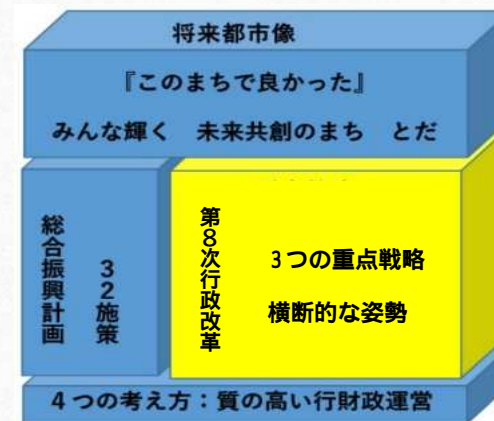 将来都市像
『このまちで良かった』
みんな輝く 未来共創のまち とだ
総合振興計画
32施策
第8次行政改革
3つの重点戦略
横断的な姿勢
4つの考え方：質の高い行財政運営